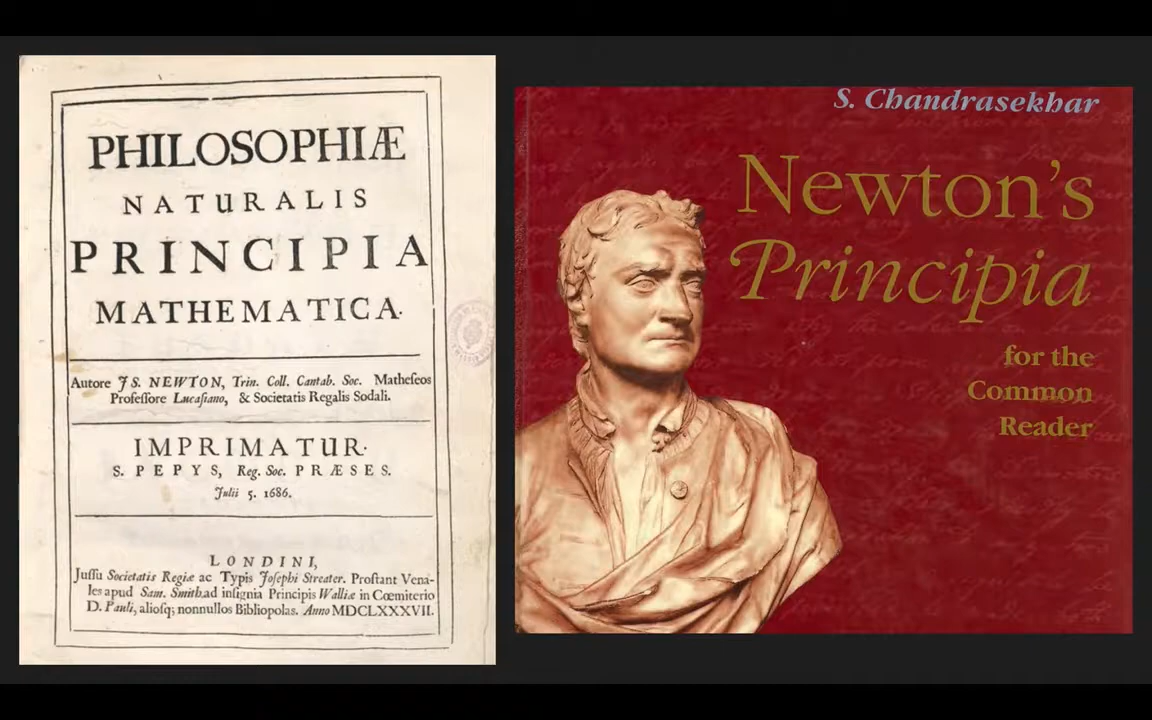 PHILOSOPHIÆ
NATURALIS
PRINCIPIA
MATHEMATICA.
Autore JS. NEWTON, Trin. Coll. Cantab. Soc. Matheſeos
Profeſſore Lucaſiano, & Societatis Regalis Sodali.
IMPRIMATUR.
S. PEPYS, Reg. Soc. PRÆSES.
Julii 5. 1686.
LONDINI,
Juſſu Societatis Regiæ ac Typis Joſephi Streater. Proſtant Vena-
les apud Sam. Smith ad inſignia Principis Walliæ in Cœmiterio
D. Pauli, alioſq; nonnullos Bibliopolas. Anno MDCLXXXVII.
S. Chandrasekhar
Newton's
Principia
for the
Common
Reader